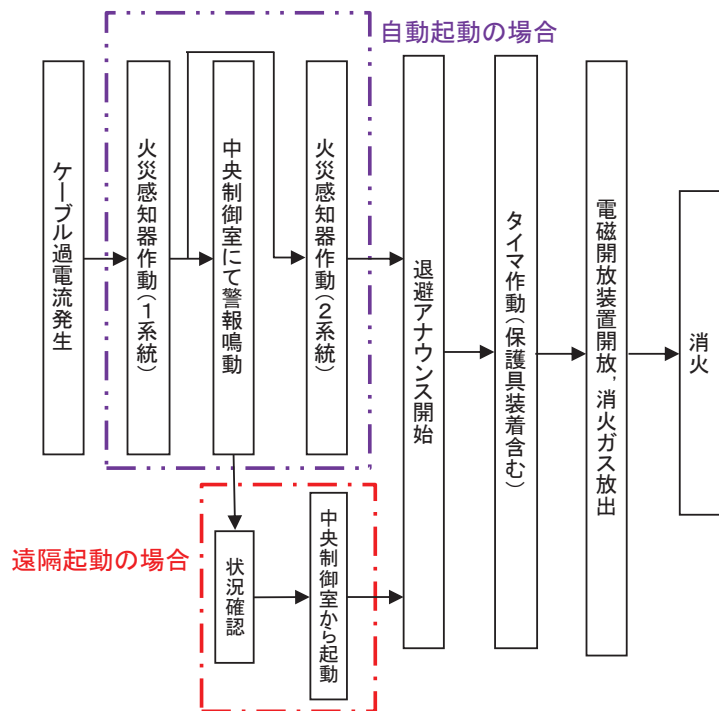 自動起動の場合
ケーブル過電流発生
火災感知器作動(1系統)
中央制御室にて警報鳴動
火災感知器作動(2系統)
退避アナウンス開始
タイマ作動(保護具装着含む)
電磁開放装置開放,消火ガス放出
消火
遠隔起動の場合
状況確認
中央制御室から起動